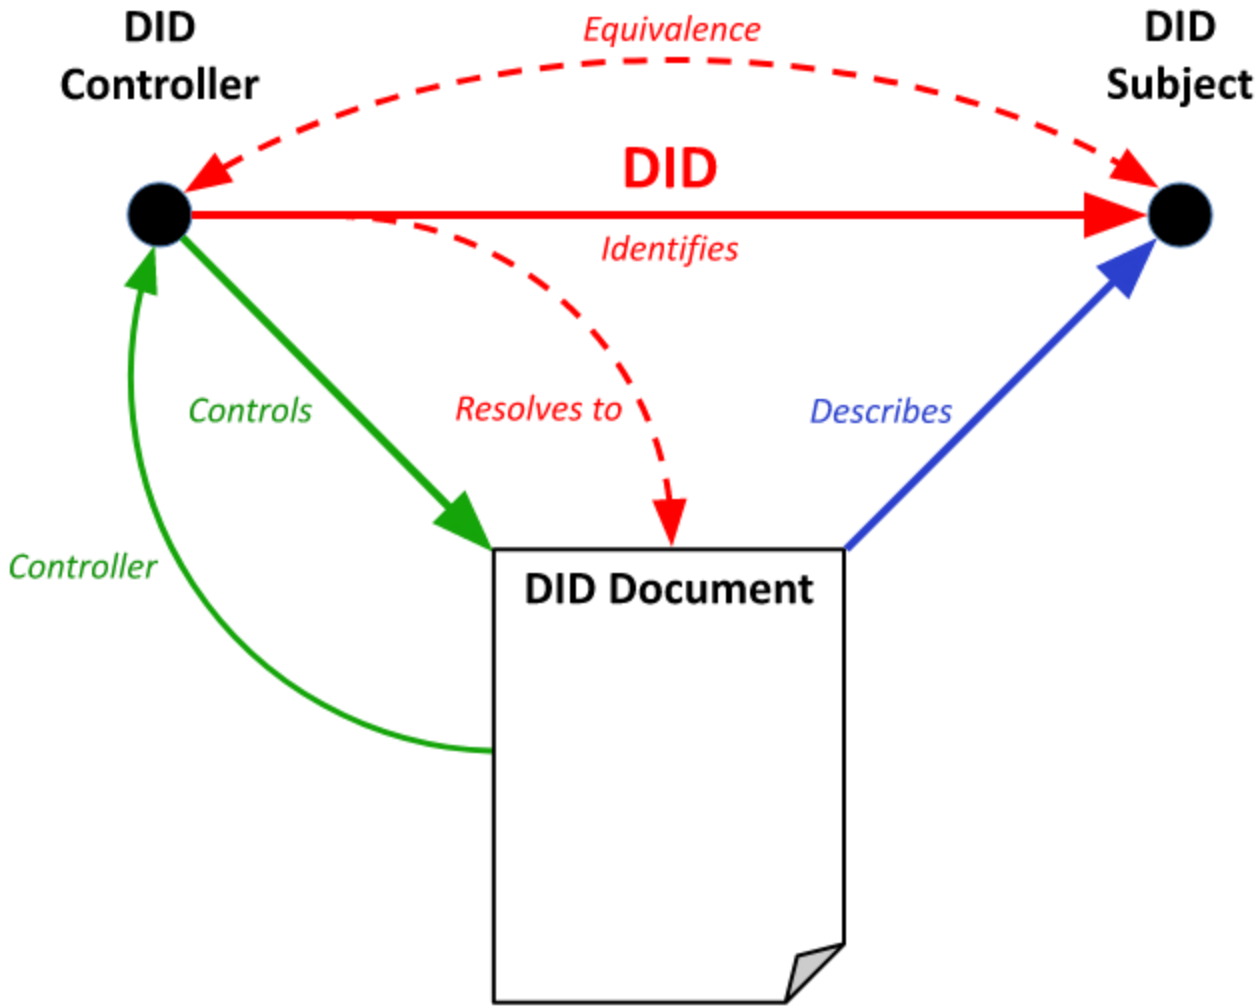 DID
Controller
Equivalence
DID
Subject
DID
Identifies
Controls
Resolves to
Describes
Controller
DID Document